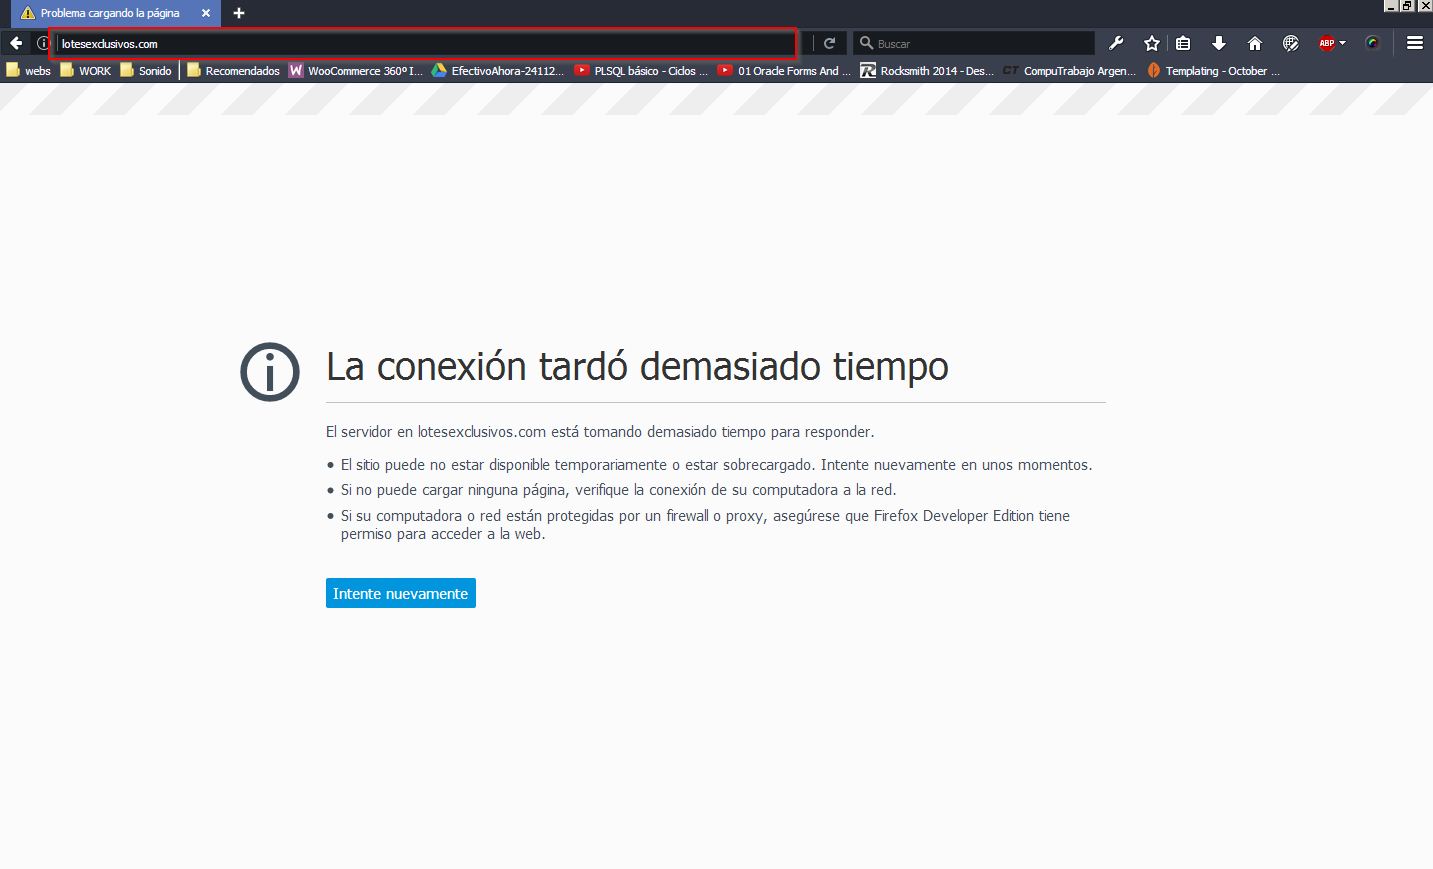 Problema cargando la página
lotesexclusivos.com
Buscar
ABP
webs WORK Sonido Recomendados WooCommerce 360º I... EfectivoAhora-24112... PLSQL básico - Ciclos ... 01 Oracle Forms And ... Rocksmith 2014 - Des... CT CompuTrabajo Argen... Templating - October ...
La conexión tardó demasiado tiempo
El servidor en lotesexclusivos.com está tomando demasiado tiempo para responder.
El sitio puede no estar disponible temporariamente o estar sobrecargado. Intente nuevamente en unos momentos.
Si no puede cargar ninguna página, verifique la conexión de su computadora a la red.
Si su computadora o red están protegidas por un firewall o proxy, asegúrese que Firefox Developer Edition tiene
permiso para acceder a la web.
Intente nuevamente